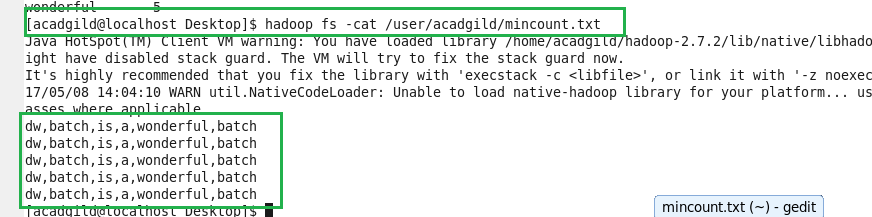 wonderful 5
[acadgild@localhost Desktop]$ hadoop fs -cat /user/acadgild/mincount.txt
Java HotSpot(TM) Client VM warning: You have loaded library /home/acadgild/hadoop-2.7.2/lib/native/libhado
ight have disabled stack guard. The VM will try to fix the stack guard now.
It's highly recommended that you fix the library with 'execstack -c <libfile>', or link it with '-z noexec
17/05/08 14:04:10 WARN util.NativeCodeLoader: Unable to load native-hadoop library for your platform... us
asses where applicable
dw,batch,is,a,wonderful,batch
dw,batch,is,a,wonderful,batch
dw,batch,is,a,wonderful,batch
dw,batch,is,a,wonderful,batch
dw,batch,is,a,wonderful,batch
[acadgild@localhost Desktop]$
mincount.txt (~) - gedit